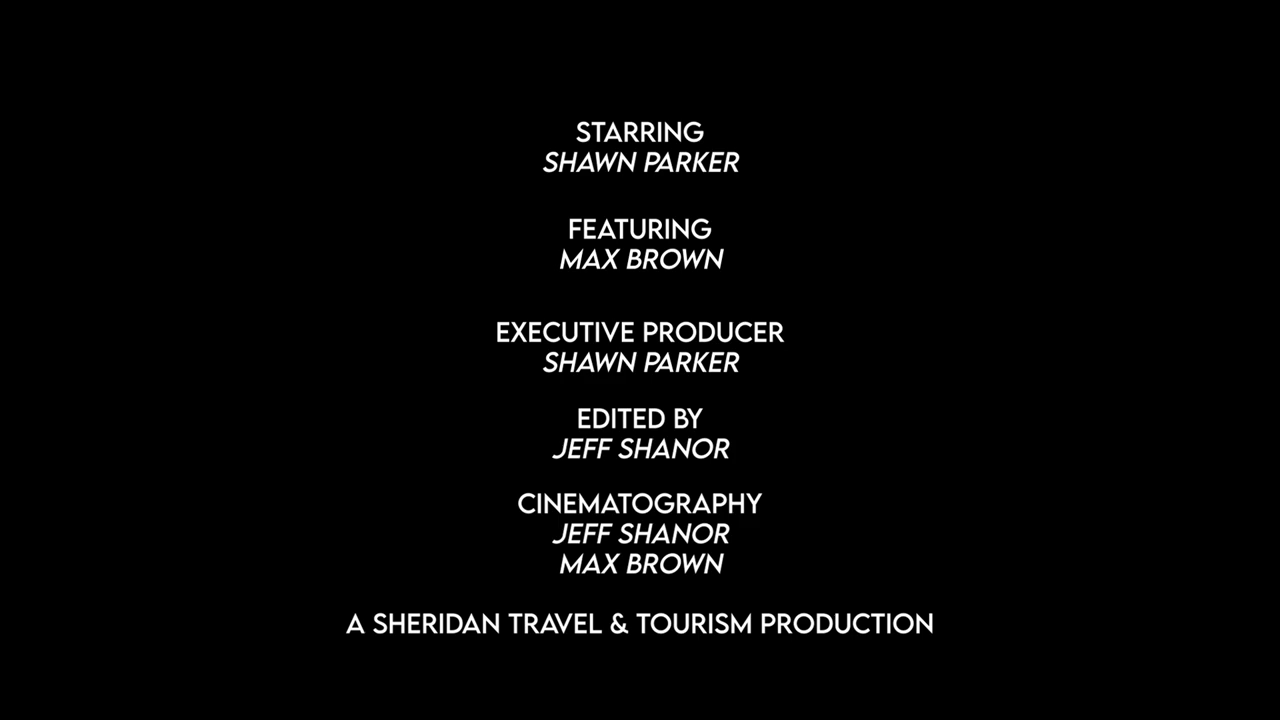 STARRING
SHAWN PARKER
FEATURING
MAX BROWN
EXECUTIVE PRODUCER
SHAWN PARKER
EDITED BY
JEFF SHANOR
CINEMATOGRAPHY
JEFF SHANOR
MAX BROWN
A SHERIDAN TRAVEL & TOURISM PRODUCTION